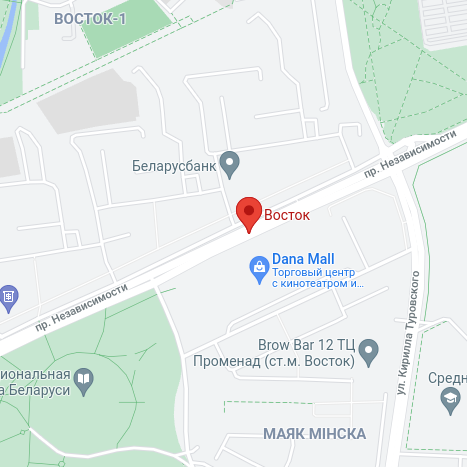 ВОСТОК-1
пр. Независимости
Беларусбанк
Восток
Dana Mall
Торговый центр
с кинотеатром и...
пр. Независимости
ул. Кирилла Туровского
Brow Bar 12 ТЦ
Променад (ст.м. Восток)
иональная
а Беларуси
Средн
МАЯК МІНСКА